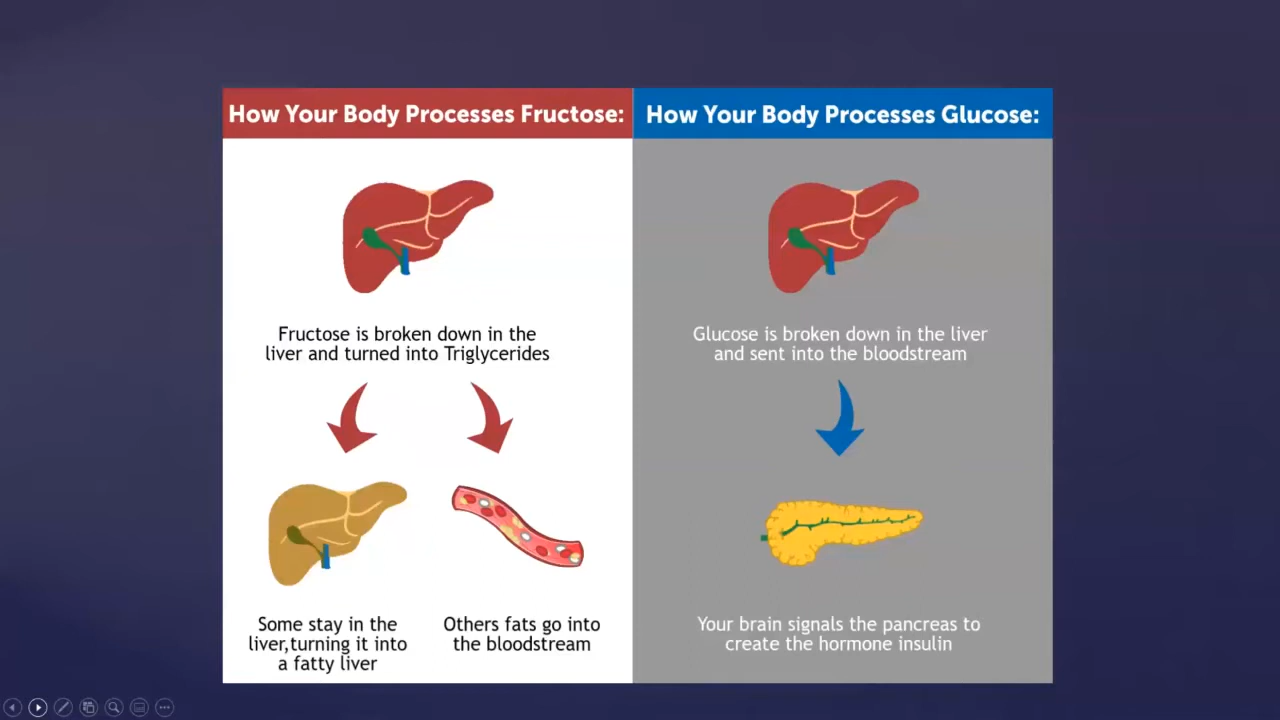 How Your Body Processes Fructose:
Fructose is broken down in the
liver and turned into Triglycerides
Some stay in the
liver,turning it into
a fatty liver
Others fats go into
the bloodstream
How Your Body Processes Glucose:
Glucose is broken down in the liver
and sent into the bloodstream
Your brain signals the pancreas to
create the hormone insulin